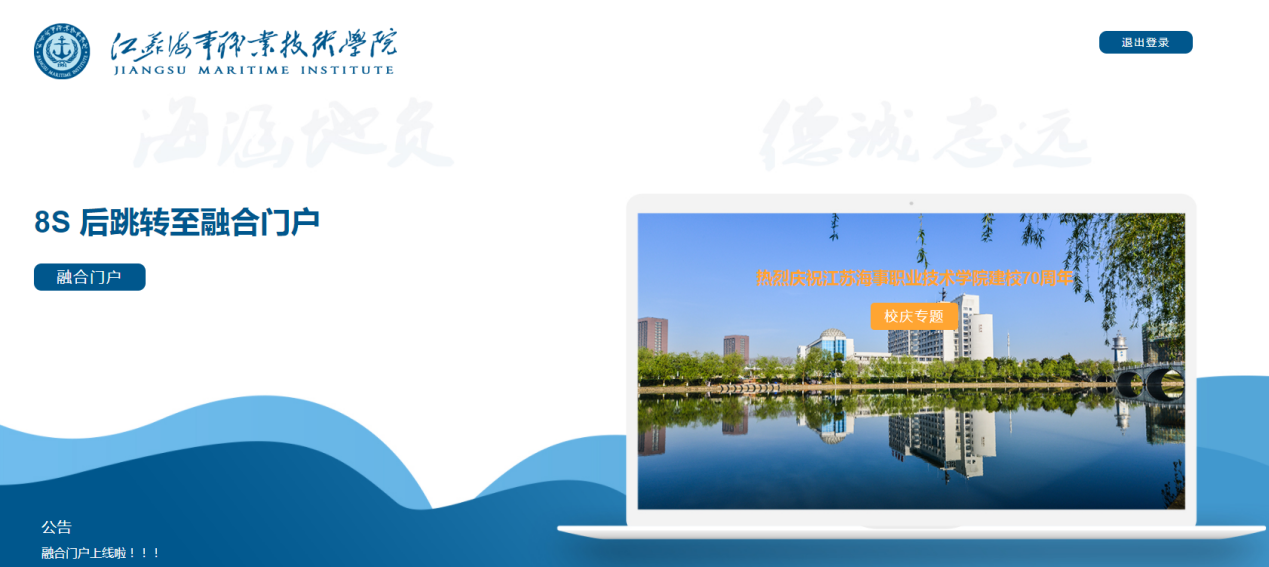 江苏海事职业技术学院
JIANGSU MARITIME INSTITUTE
退出登录
海涵地负
德诚志远
8S 后跳转至融合门户
融合门户
热烈庆祝江苏海事职业技术学院建校70周年
校庆专题
公告
融合门户上线啦！！！